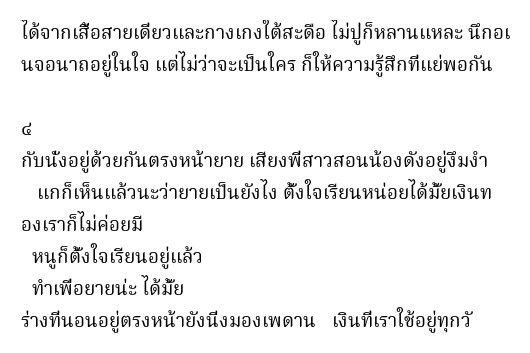 ได้จากเสื้อสายเดียวและกางเกงใต้สะดือ ไม่ปูก็หลานแหละ นึกอเ
นจอนาถอยู่ในใจ แต่ไม่ว่าจะเป็นใคร ก็ให้ความรู้สึกที่แย่พอกัน
๔
กับนั่งอยู่ด้วยกันตรงหน้ายาย เสียงพี่สาวสอนน้องดังอยู่งึมงำ
แกก็เห็นแล้วนะว่ายายเป็นยังไง ตั้งใจเรียนหน่อยได้มั้ยเงินท
องเราก็ไม่ค่อยมี
หนูก็ตั้งใจเรียนอยู่แล้ว
ทำเพื่อยายน่ะ ได้มั้ย
ร่างที่นอนอยู่ตรงหน้ายังนึ่งมองเพดาน เงินที่เราใช้อยู่ทุกวั